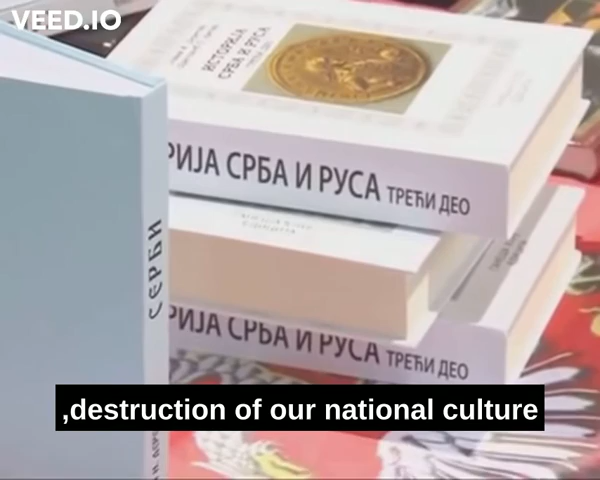 VEED.IO
ИСТОРИЈА
СРБА И РУСА
РИЈА СРБА И РУСА ТРЕЋИ ДЕО
СЕРБИ
РИЈА СРБА И РУСА ТРЕЋИ ДЕО
,destruction of our national culture